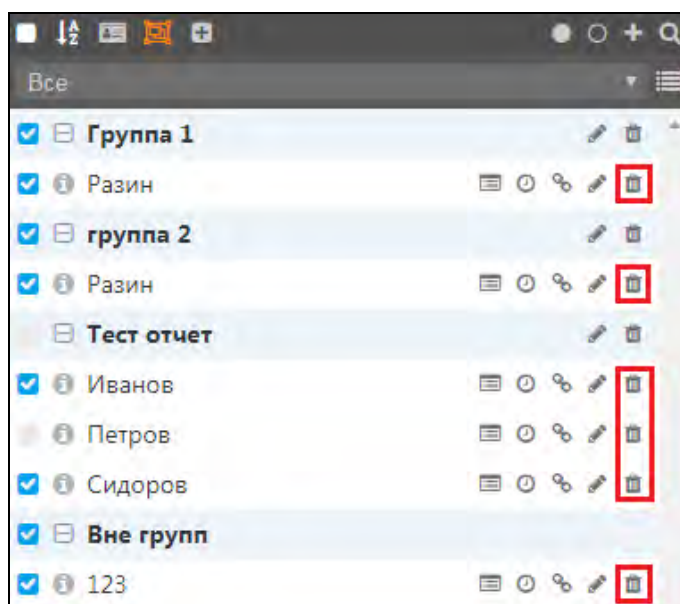 Все
Группа 1
Разин
группа 2
Разин
Тест отчет
Иванов
Петров
Сидоров
Вне групп
123